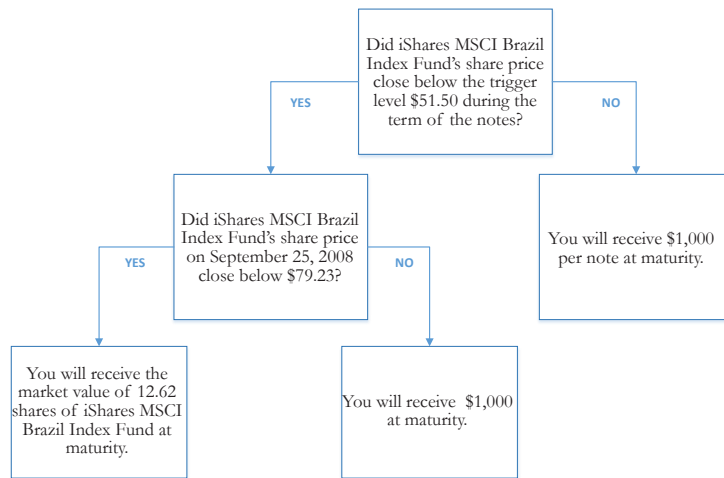 Did iShares MSCI Brazil
Index Fund's share price
close below the trigger
level $51.50 during the
term of the notes?
YES
NO
Did iShares MSCI Brazil
Index Fund's share price
on September 25, 2008
close below $79.23?
You will receive $1,000
per note at maturity.
YES
NO
You will receive the
market value of 12.62
shares of iShares MSCI
Brazil Index Fund at
maturity.
You will receive $1,000
at maturity.